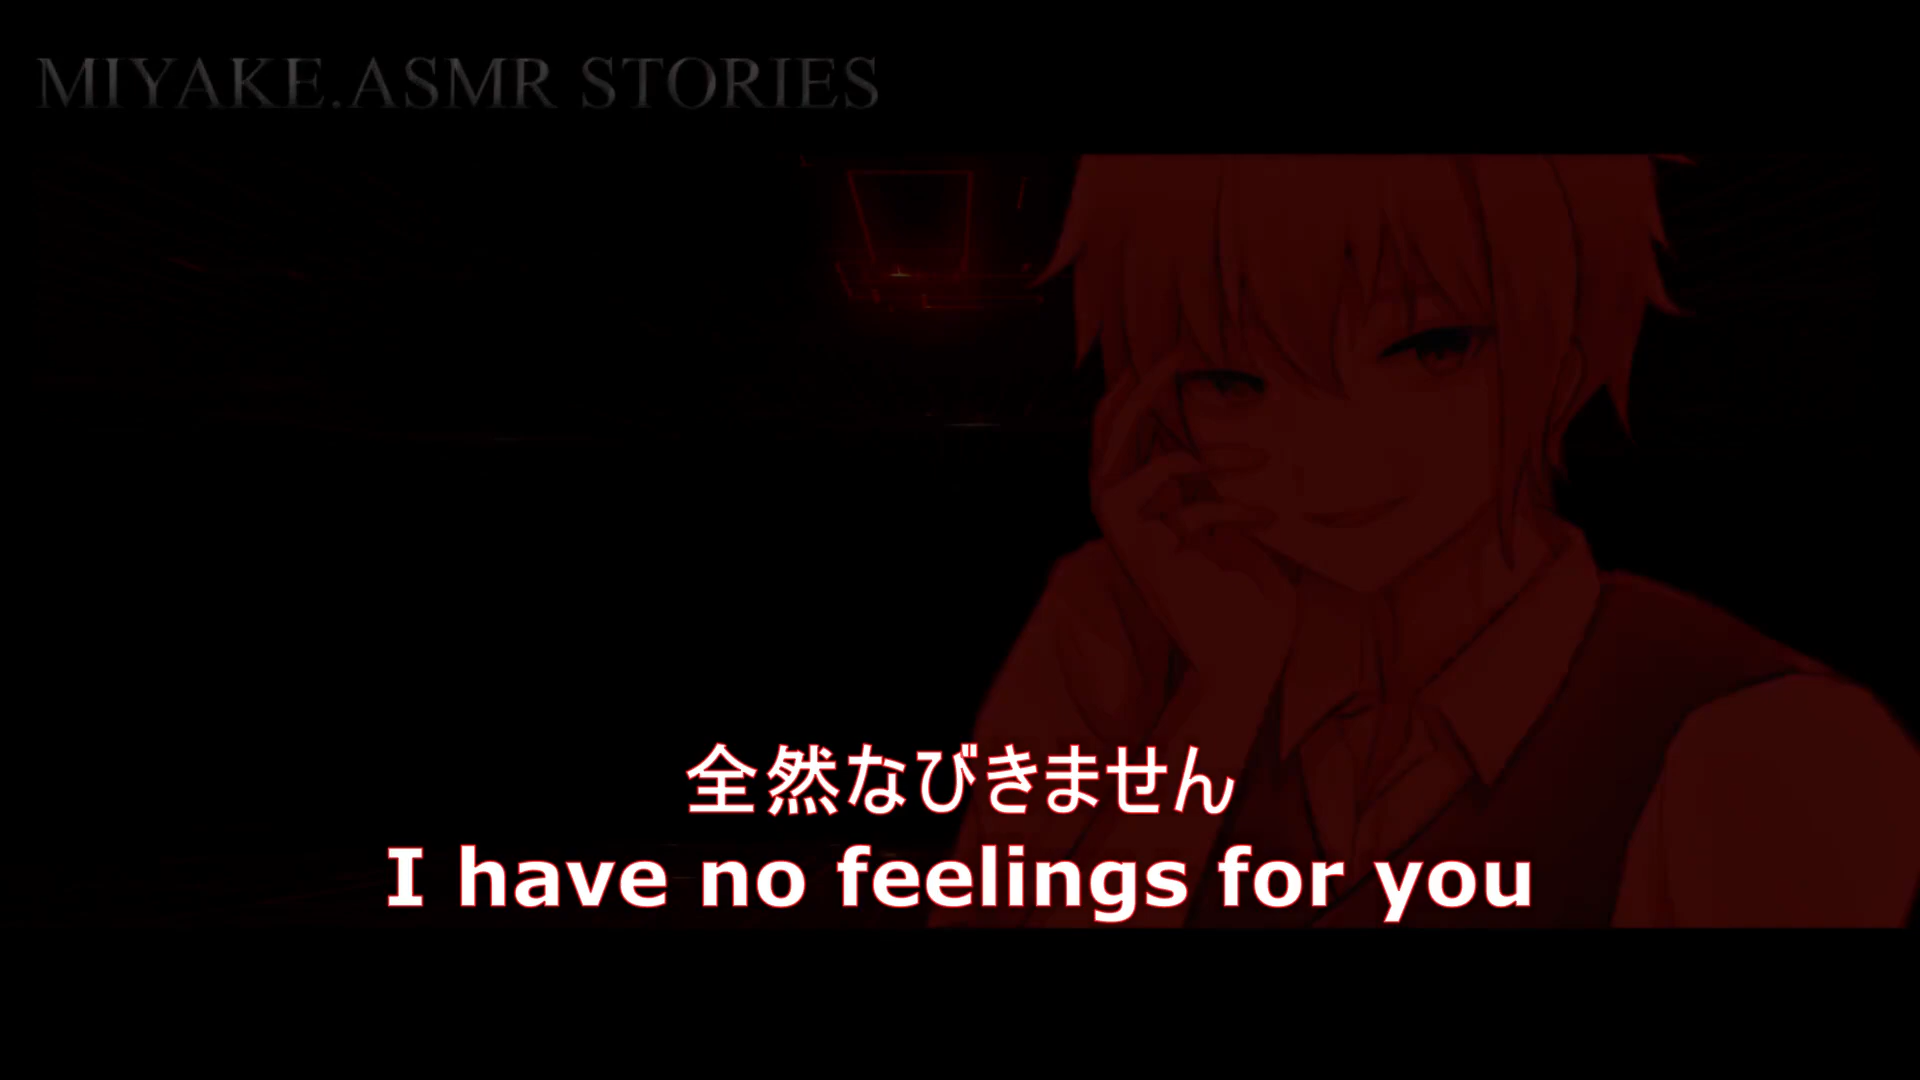 MIYAKE.ASMR STORIES
全然なびきません
I have no feelings for you